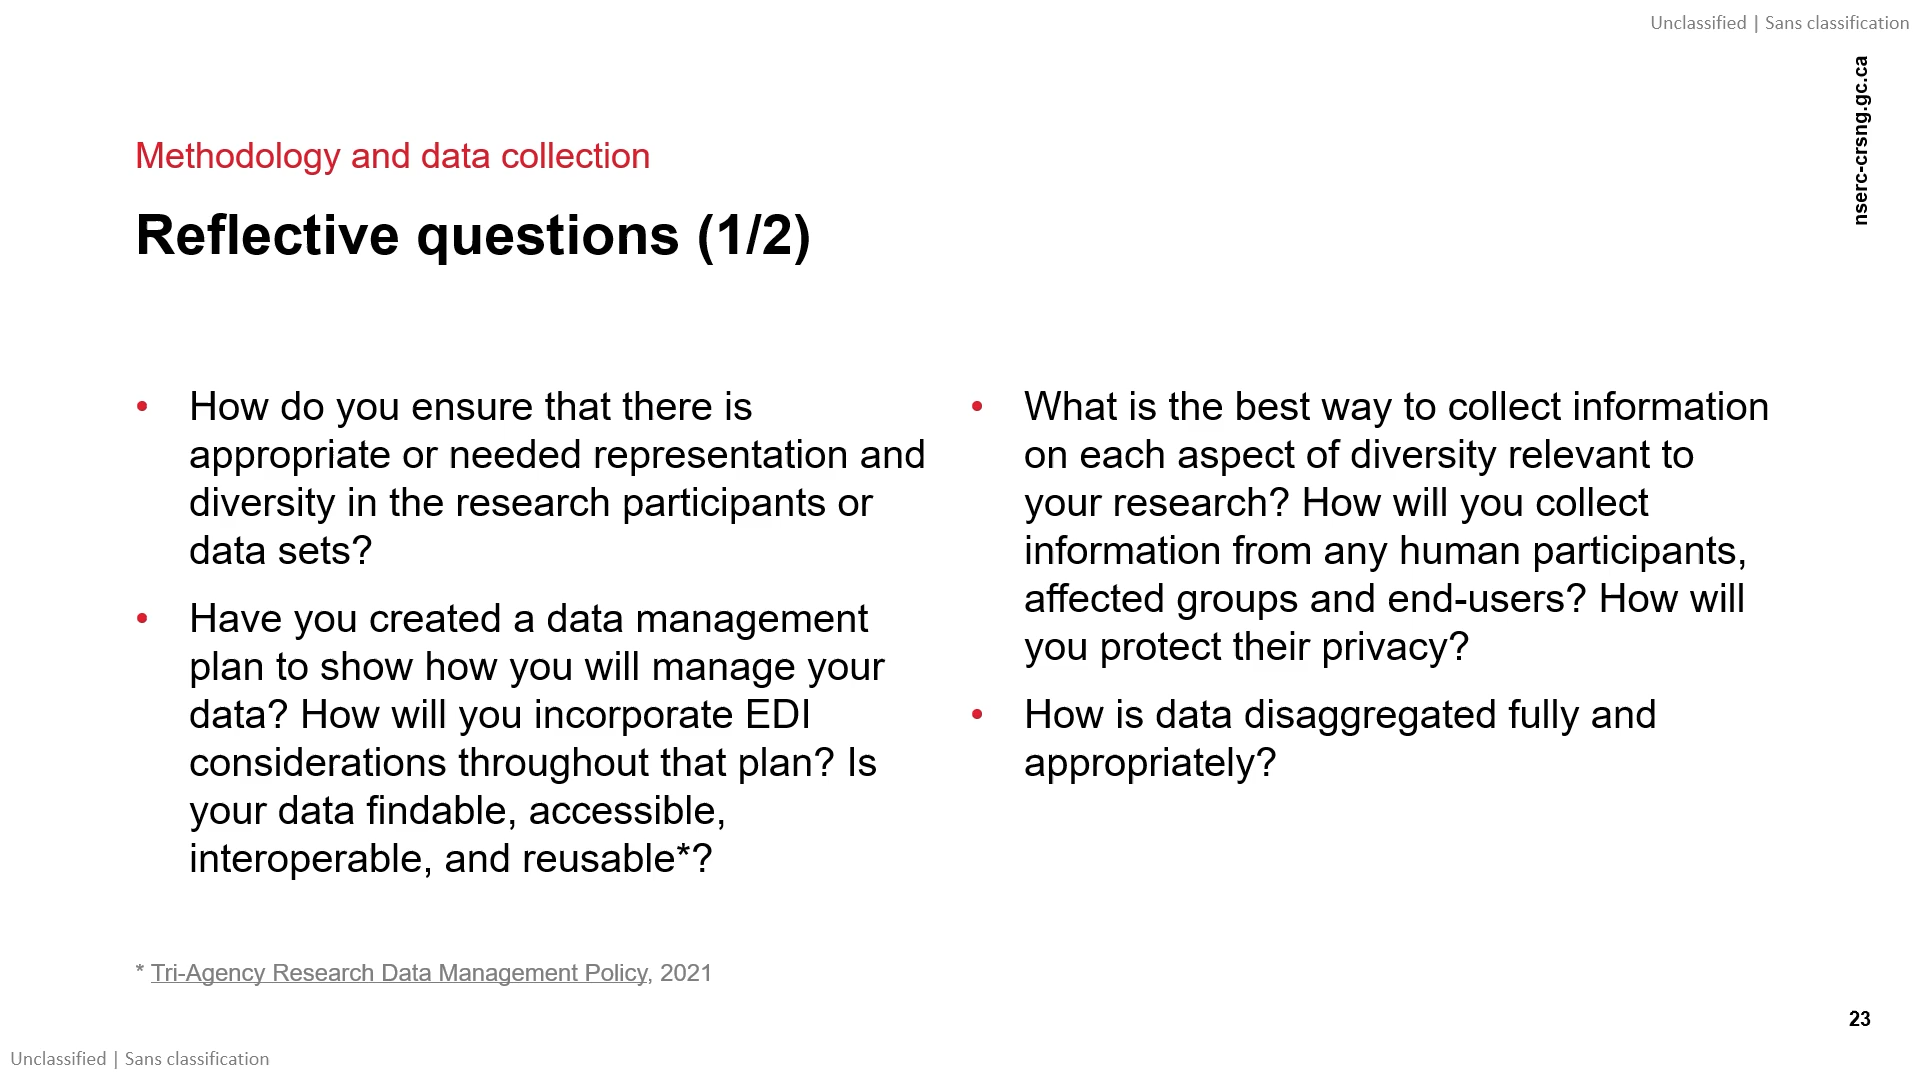 Unclassified | Sans classification
nserc-crsng.gc.ca
Methodology and data collection
Reflective questions (1/2)
• How do you ensure that there is
appropriate or needed representation and
diversity in the research participants or
data sets?
• Have you created a data management
plan to show how you will manage your
data? How will you incorporate EDI
considerations throughout that plan? Is
your data findable, accessible,
interoperable, and reusable*?
• What is the best way to collect information
on each aspect of diversity relevant to
your research? How will you collect
information from any human participants,
affected groups and end-users? How will
you protect their privacy?
• How is data disaggregated fully and
appropriately?
* Tri-Agency Research Data Management Policy, 2021
23
Unclassified | Sans classification